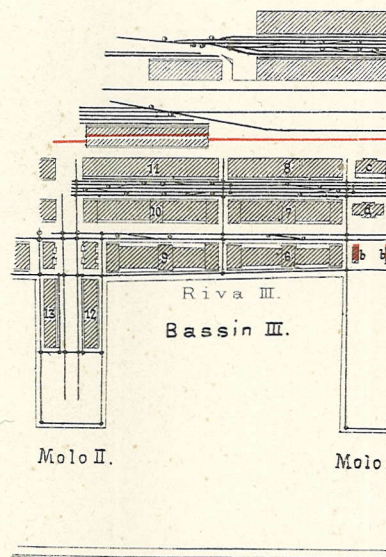 11 8 c
10 7 d
9 6 b b
13 12
Riva III.
Bassin III.
Molo II.
Molo